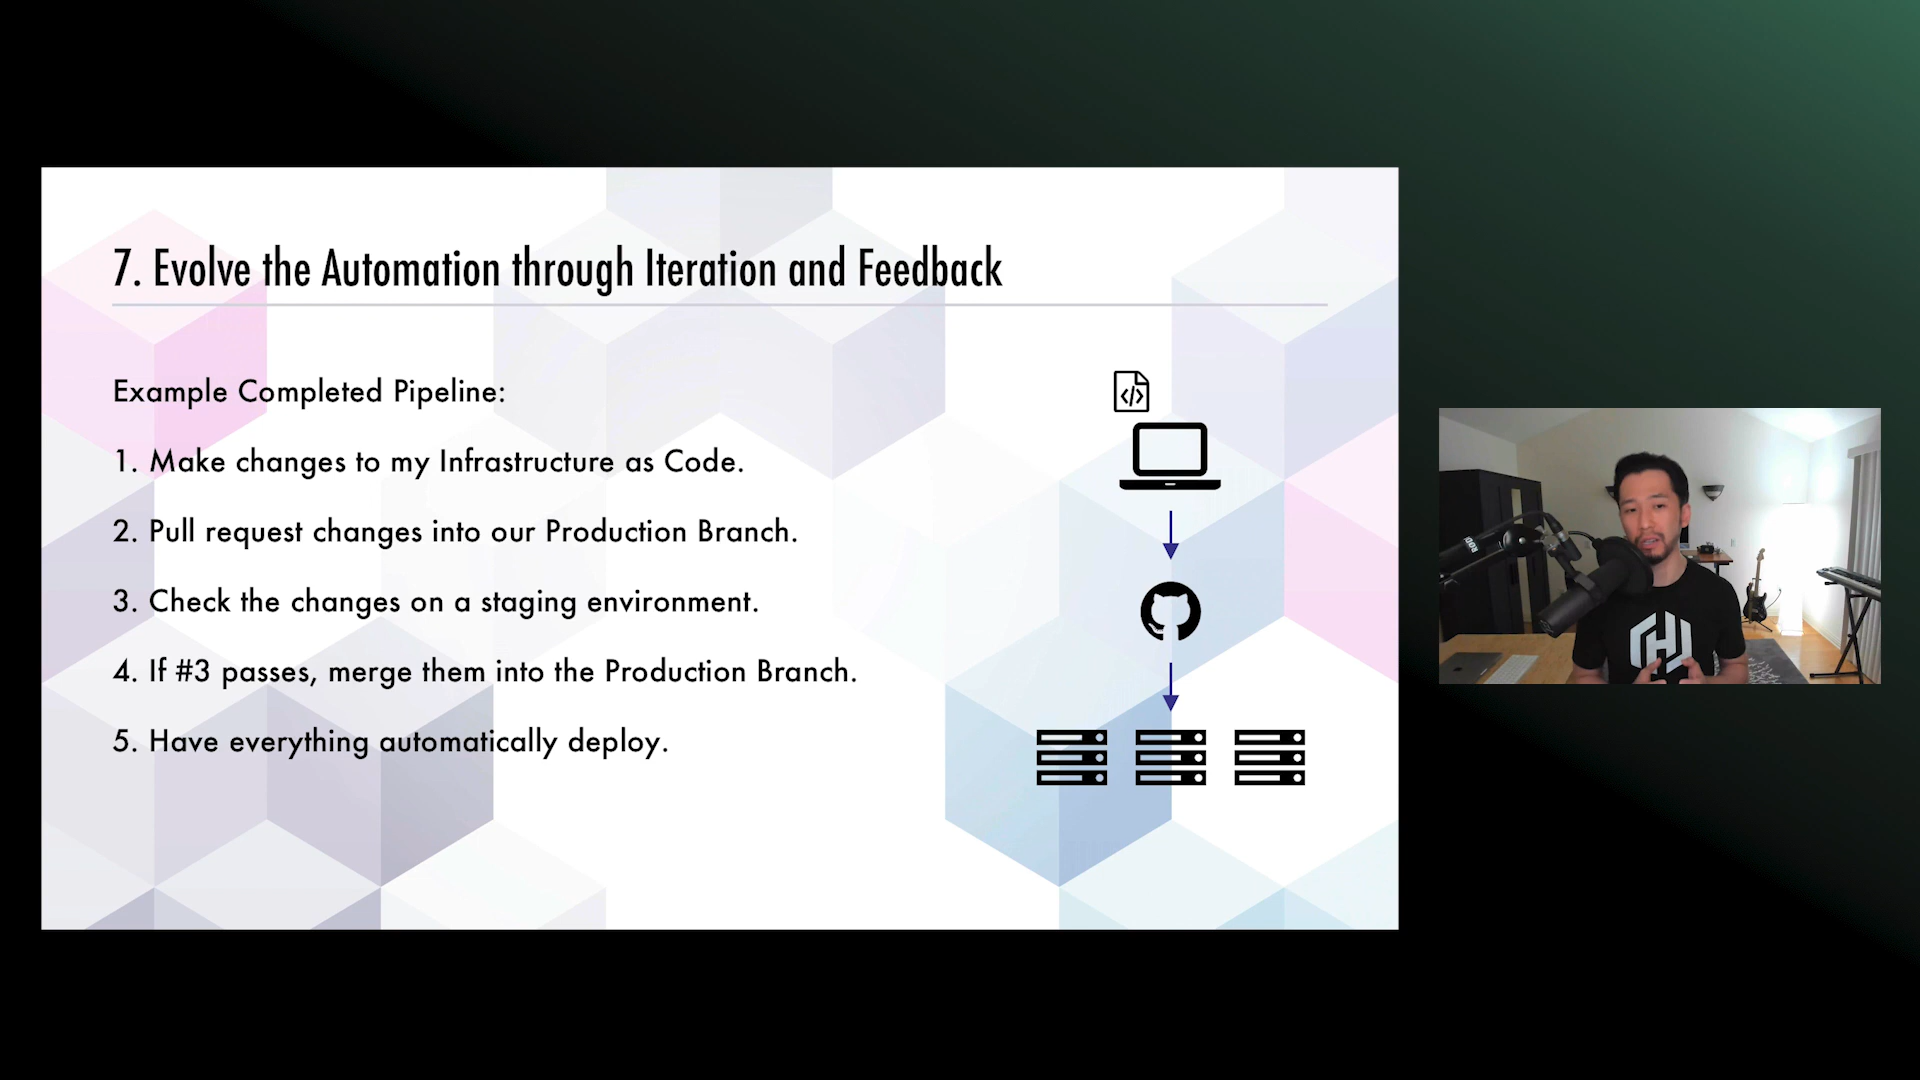 7. Evolve the Automation through Iteration and Feedback
Example Completed Pipeline:
1. Make changes to my Infrastructure as Code.
2. Pull request changes into our Production Branch.
3. Check the changes on a staging environment.
4. If #3 passes, merge them into the Production Branch.
5. Have everything automatically deploy.